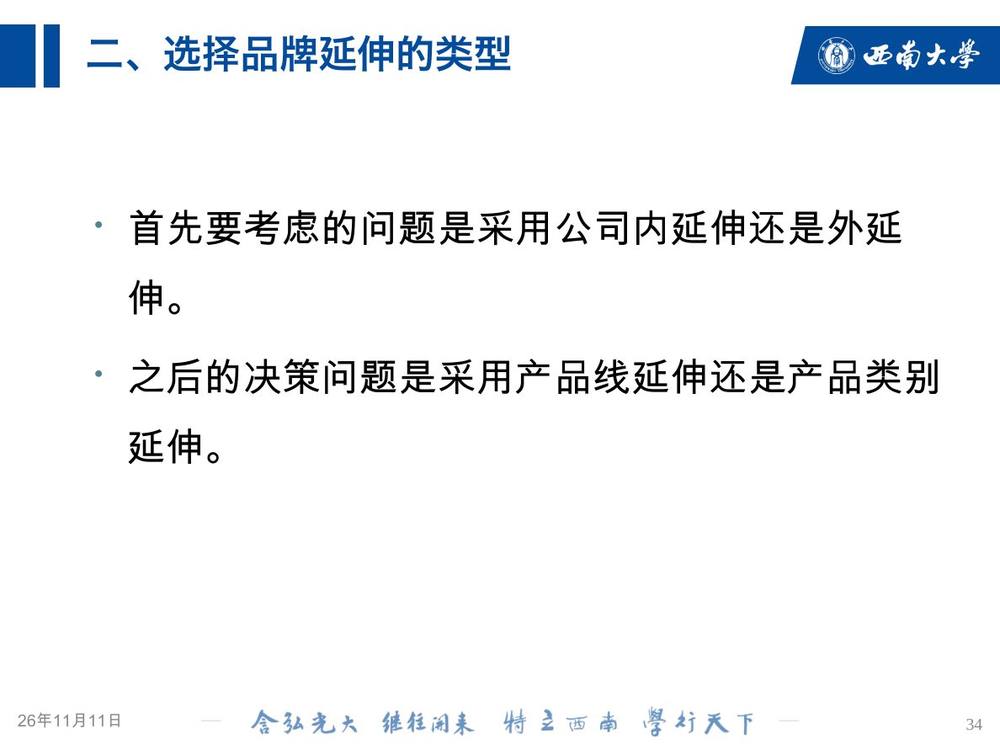 二、选择品牌延伸的类型
西南大学
• 首先要考虑的问题是采用公司内延伸还是外延
伸。
• 之后的决策问题是采用产品线延伸还是产品类别
延伸。
26年11月11日
含弘光大 继往开来 特立西南 学行天下
34